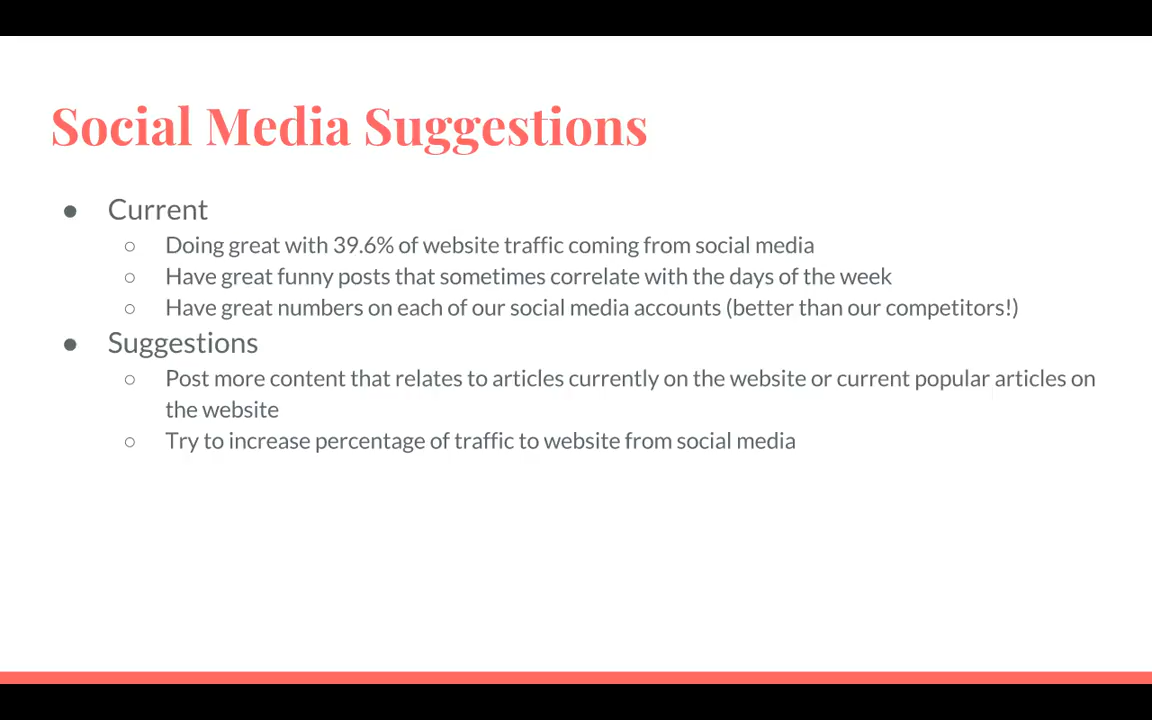 Social Media Suggestions
● Current
○ Doing great with 39.6% of website traffic coming from social media
○ Have great funny posts that sometimes correlate with the days of the week
○ Have great numbers on each of our social media accounts (better than our competitors!)
● Suggestions
○ Post more content that relates to articles currently on the website or current popular articles on
the website
○ Try to increase percentage of traffic to website from social media